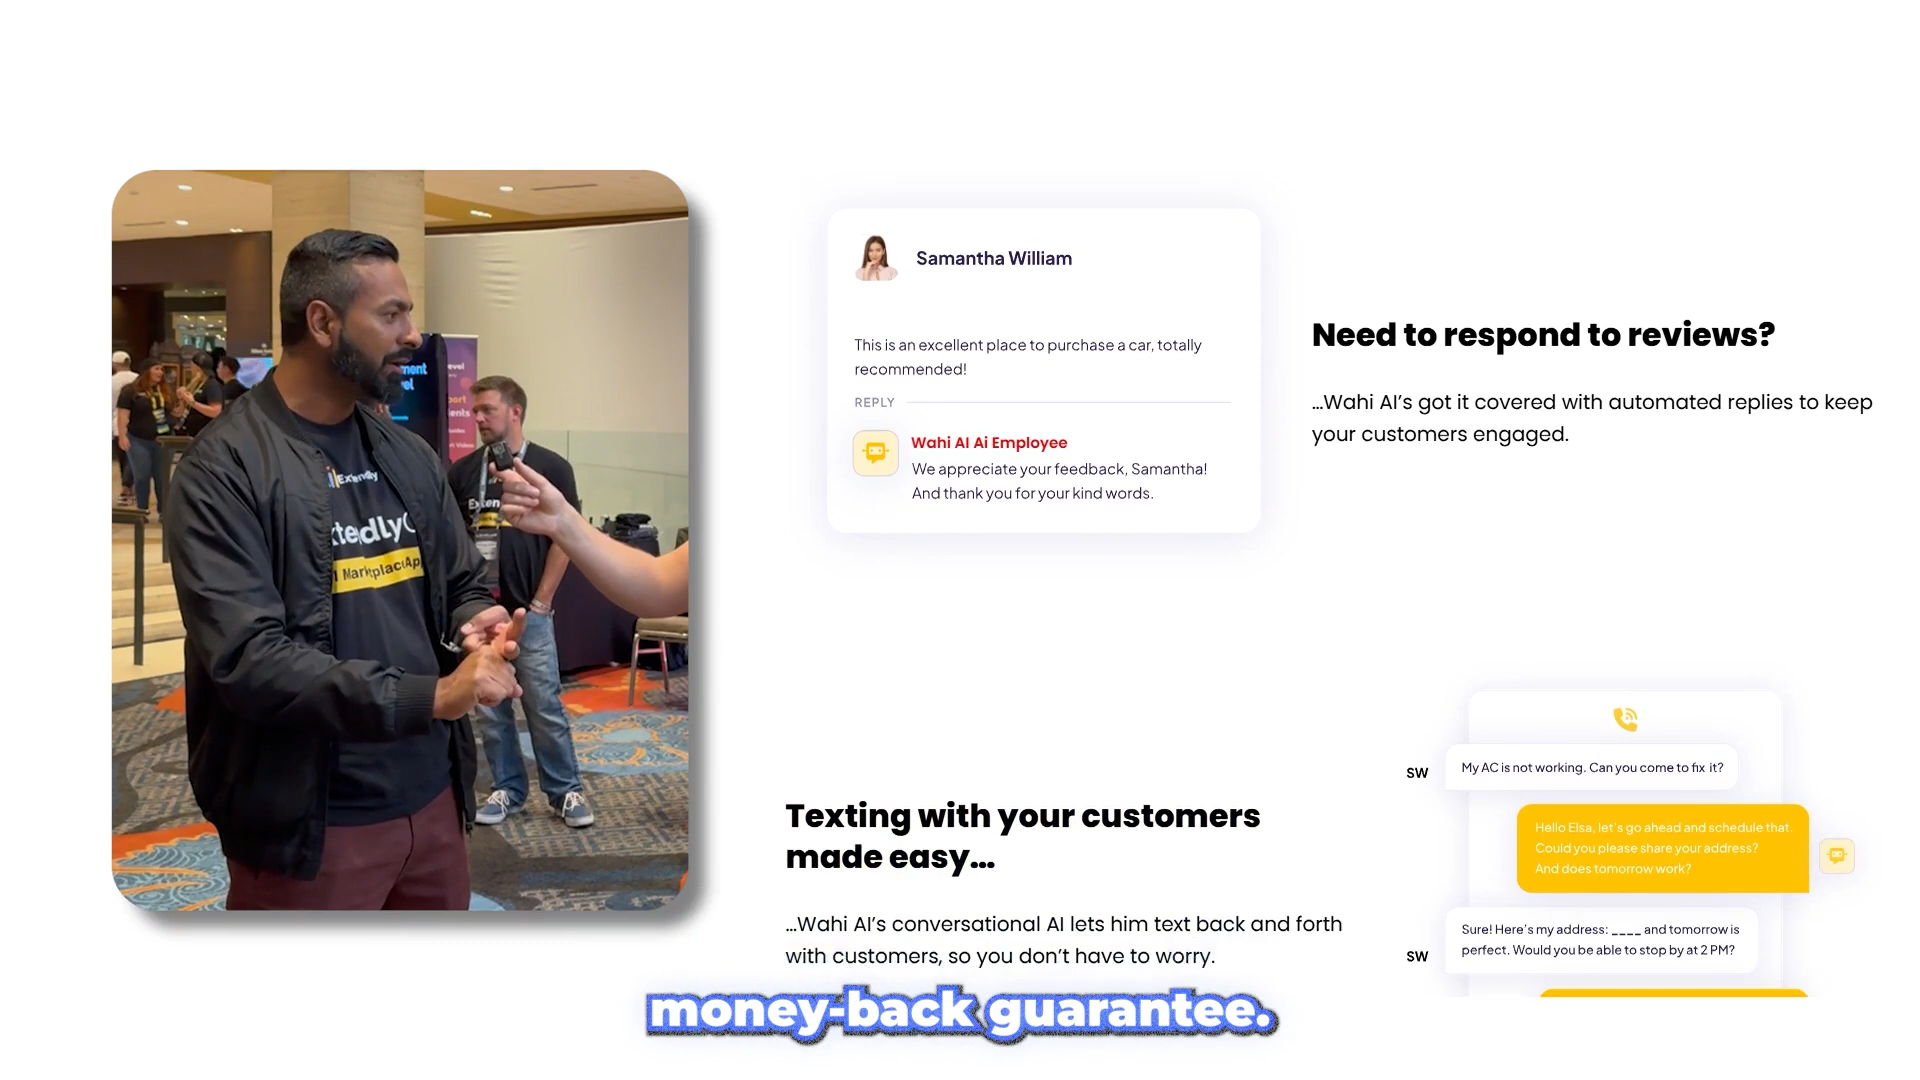 Samantha William
This is an excellent place to purchase a car, totally
recommended!
REPLY
Wahi AI Ai Employee
We appreciate your feedback, Samantha!
And thank you for your kind words.
Need to respond to reviews?
...Wahi AI's got it covered with automated replies to keep
your customers engaged.
Texting with your customers
made easy...
...Wahi AI's conversational AI lets him text back and forth
with customers, so you don't have to worry.
SW
My AC is not working. Can you come to fix it?
Hello Elsa, let's go ahead and schedule that.
Could you please share your address?
And does tomorrow work?
SW
Sure! Here's my address: ____ and tomorrow is
perfect. Would you be able to stop by at 2 PM?
money-back guarantee.
Extendly